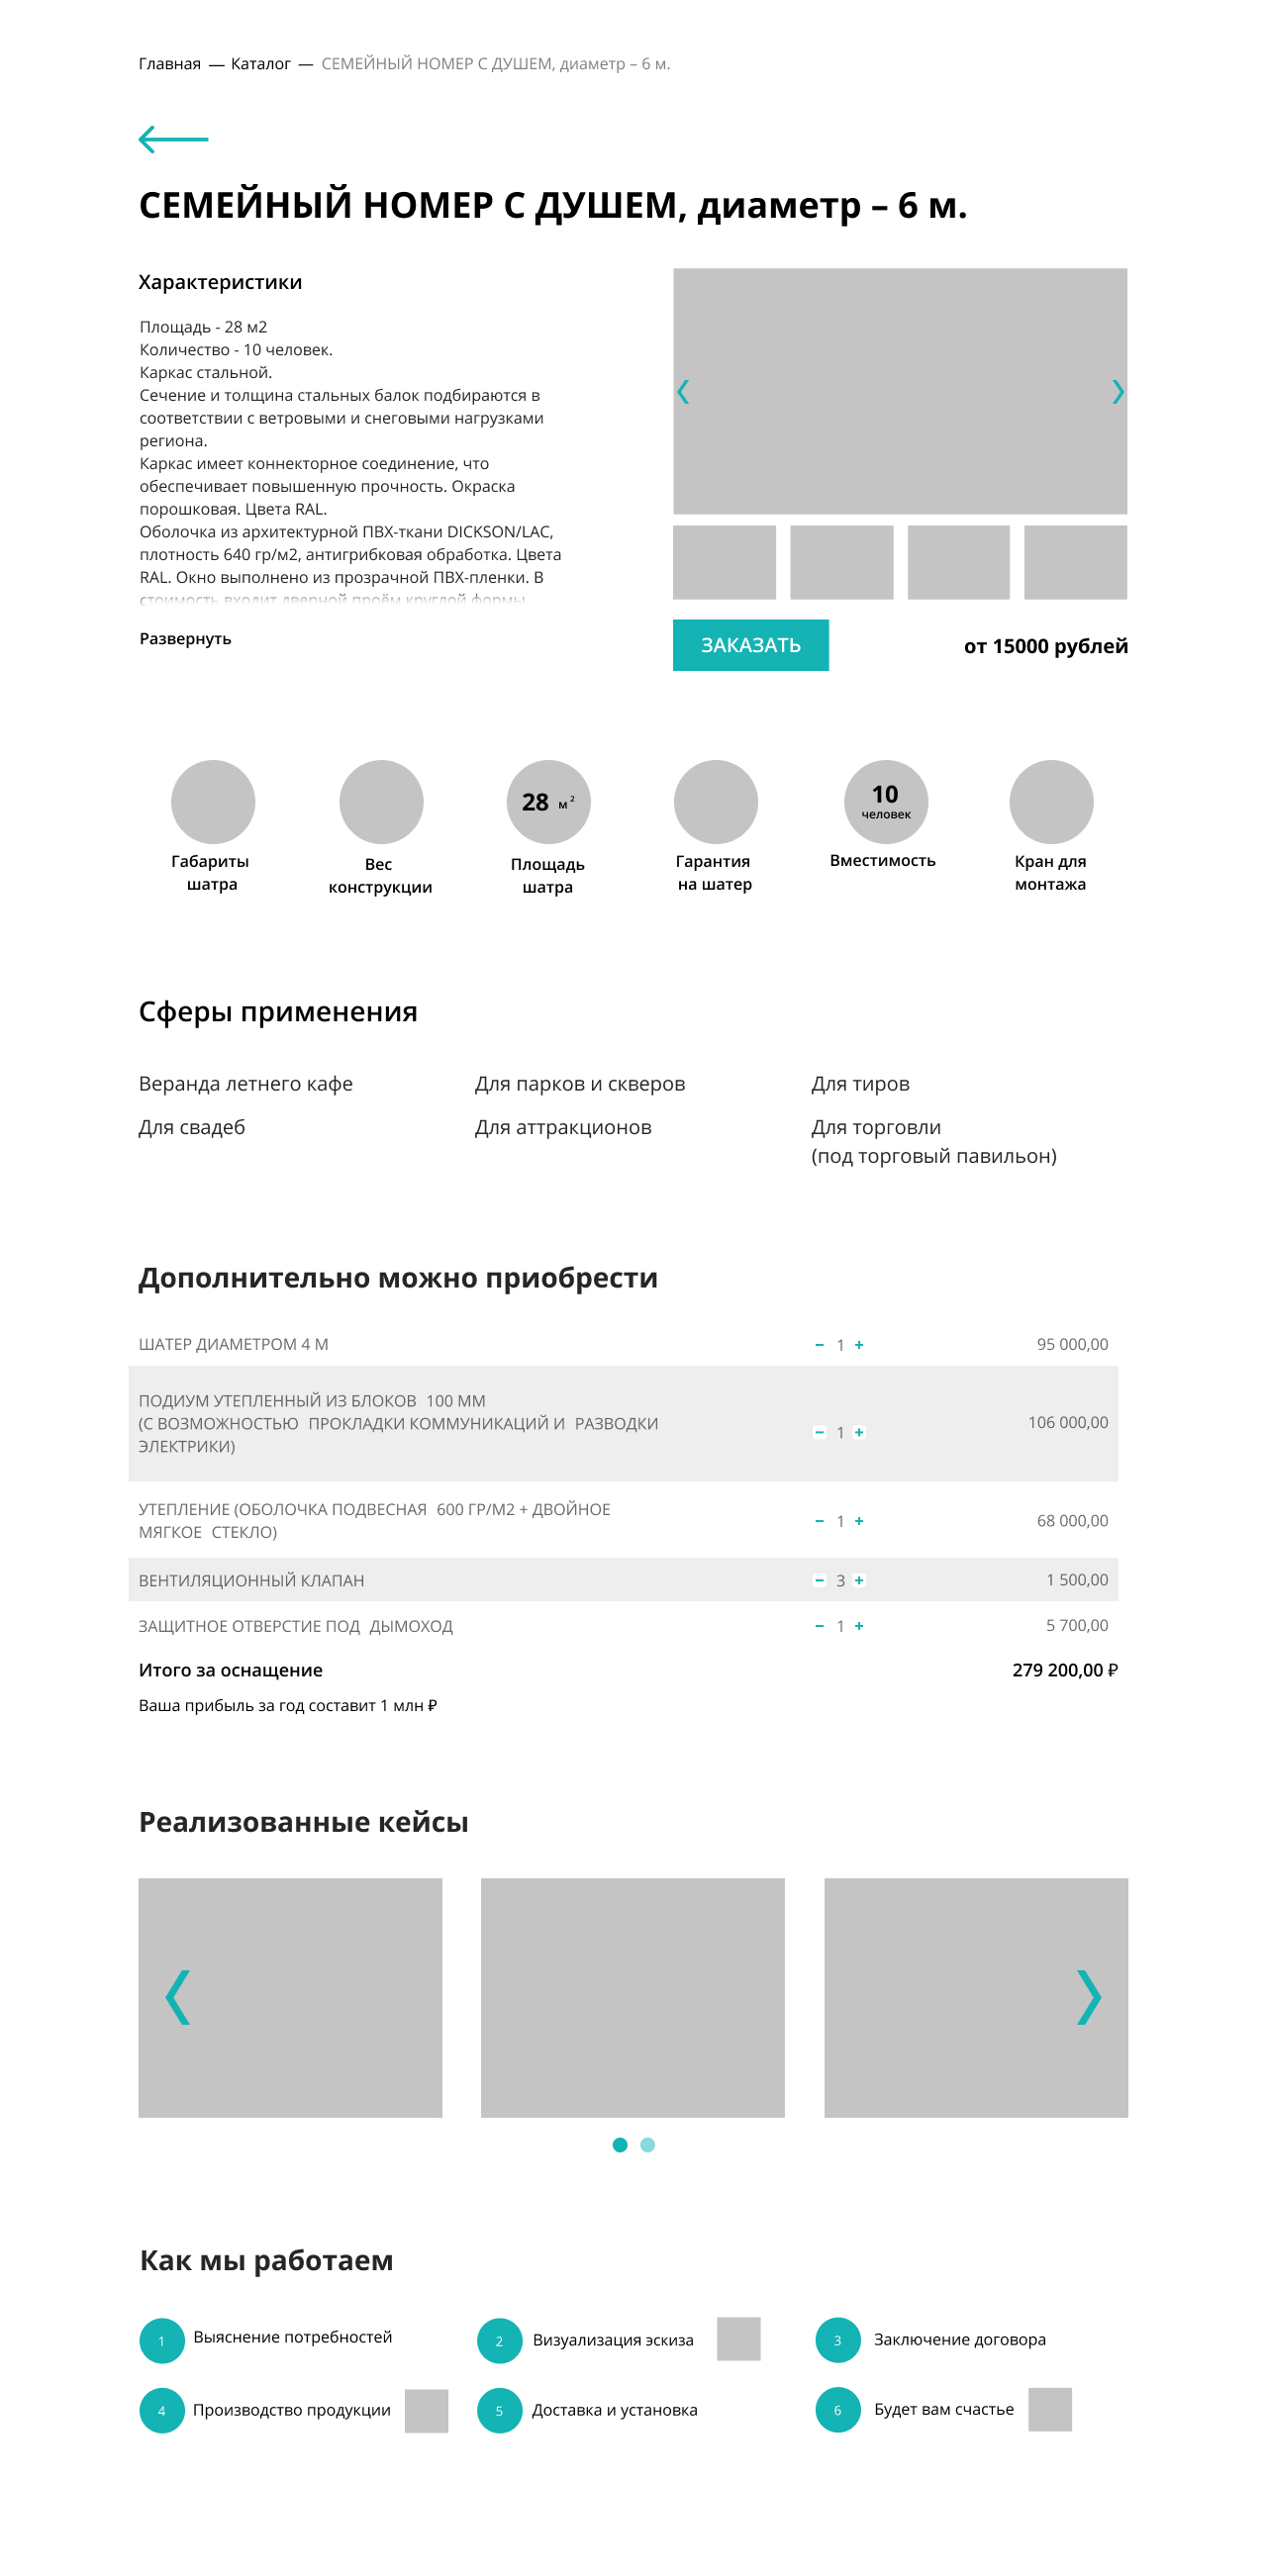 Главная — Каталог — СЕМЕЙНЫЙ НОМЕР С ДУШЕМ, диаметр – 6 м.
СЕМЕЙНЫЙ НОМЕР С ДУШЕМ, диаметр – 6 м.
Характеристики
Площадь - 28 м2
Количество - 10 человек.
Каркас стальной.
Сечение и толщина стальных балок подбираются в
соответствии с ветровыми и снеговыми нагрузками
региона.
Каркас имеет коннекторное соединение, что
обеспечивает повышенную прочность. Окраска
порошковая. Цвета RAL.
Оболочка из архитектурной ПВХ-ткани DICKSON/LAC,
плотность 640 гр/м2, антигрибковая обработка. Цвета
RAL. Окно выполнено из прозрачной ПВХ-пленки. В
стоимость входит дверной проём круглой формы
Развернуть
ЗАКАЗАТЬ
от 15000 рублей
Габариты
шатра
Вес
конструкции
28 м²
Площадь
шатра
Гарантия
на шатер
10
человек
Вместимость
Кран для
монтажа
Сферы применения
Веранда летнего кафе
Для парков и скверов
Для тиров
Для свадеб
Для аттракционов
Для торговли
(под торговый павильон)
Дополнительно можно приобрести
ШАТЕР ДИАМЕТРОМ 4 М − 1 + 95 000,00
ПОДИУМ УТЕПЛЕННЫЙ ИЗ БЛОКОВ 100 ММ
(С ВОЗМОЖНОСТЬЮ ПРОКЛАДКИ КОММУНИКАЦИЙ И РАЗВОДКИ
ЭЛЕКТРИКИ)
− 1 + 106 000,00
УТЕПЛЕНИЕ (ОБОЛОЧКА ПОДВЕСНАЯ 600 ГР/М2 + ДВОЙНОЕ
МЯГКОЕ СТЕКЛО)
− 1 + 68 000,00
ВЕНТИЛЯЦИОННЫЙ КЛАПАН − 3 + 1 500,00
ЗАЩИТНОЕ ОТВЕРСТИЕ ПОД ДЫМОХОД − 1 + 5 700,00
Итого за оснащение 279 200,00 ₽
Ваша прибыль за год составит 1 млн ₽
Реализованные кейсы
Как мы работаем
1 Выяснение потребностей
2 Визуализация эскиза
3 Заключение договора
4 Производство продукции
5 Доставка и установка
6 Будет вам счастье